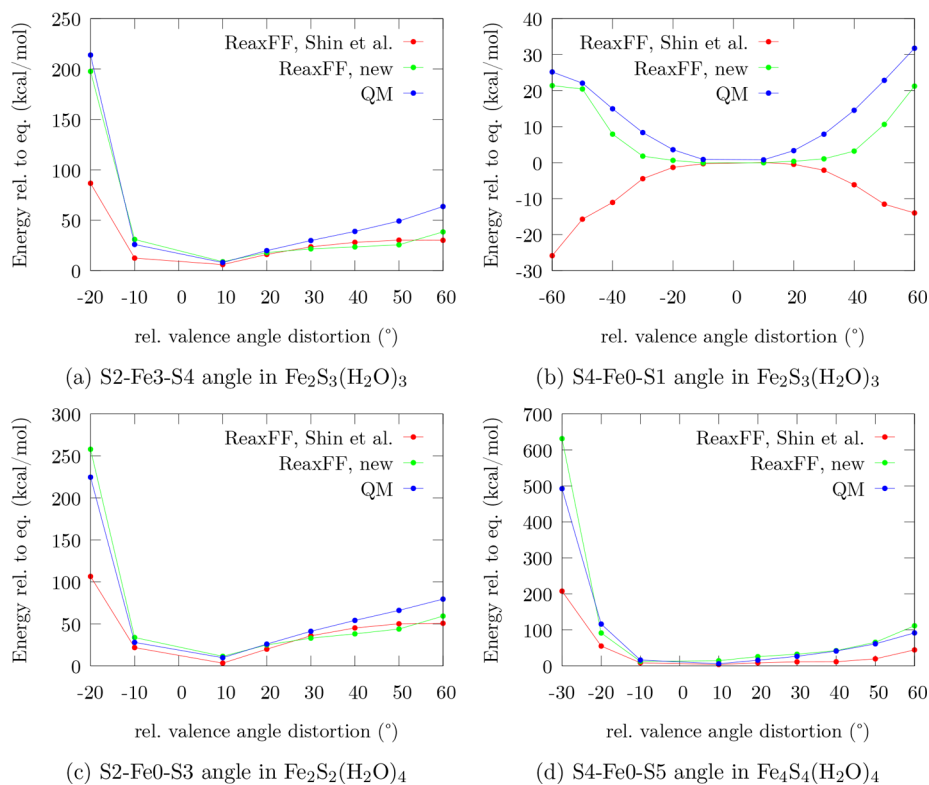 Energy rel. to eq. (kcal/mol)
250
200
150
100
50
0
ReaxFF, Shin et al.
ReaxFF, new
QM
-20 -10 0 10 20 30 40 50 60
rel. valence angle distortion (°)
(a) S2-Fe3-S4 angle in Fe₂S₃(H₂O)₃
Energy rel. to eq. (kcal/mol)
40
30
20
10
0
-10
-20
-30
ReaxFF, Shin et al.
ReaxFF, new
QM
-60 -40 -20 0 20 40 60
rel. valence angle distortion (°)
(b) S4-Fe0-S1 angle in Fe₂S₃(H₂O)₃
Energy rel. to eq. (kcal/mol)
300
250
200
150
100
50
0
ReaxFF, Shin et al.
ReaxFF, new
QM
-20 -10 0 10 20 30 40 50 60
rel. valence angle distortion (°)
(c) S2-Fe0-S3 angle in Fe₂S₂(H₂O)₄
Energy rel. to eq. (kcal/mol)
700
600
500
400
300
200
100
0
ReaxFF, Shin et al.
ReaxFF, new
QM
-30 -20 -10 0 10 20 30 40 50 60
rel. valence angle distortion (°)
(d) S4-Fe0-S5 angle in Fe₄S₄(H₂O)₄